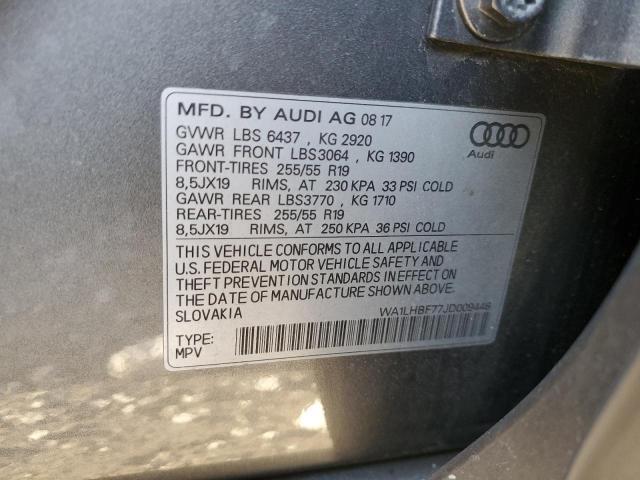 MFD. BY AUDI AG 08 17
GVWR LBS 6437 , KG 2920
GAWR FRONT LBS3064 , KG 1390
FRONT-TIRES 255/55 R19
8,5JX19 RIMS, AT 230 KPA 33 PSI COLD
GAWR REAR LBS3770 , KG 1710
REAR-TIRES 255/55 R19
8,5JX19 RIMS, AT 250 KPA 36 PSI COLD
Audi
THIS VEHICLE CONFORMS TO ALL APPLICABLE
U.S. FEDERAL MOTOR VEHICLE SAFETY AND
THEFT PREVENTION STANDARDS IN EFFECT ON
THE DATE OF MANUFACTURE SHOWN ABOVE.
SLOVAKIA
WA1LHBF77JD009448
TYPE:
MPV